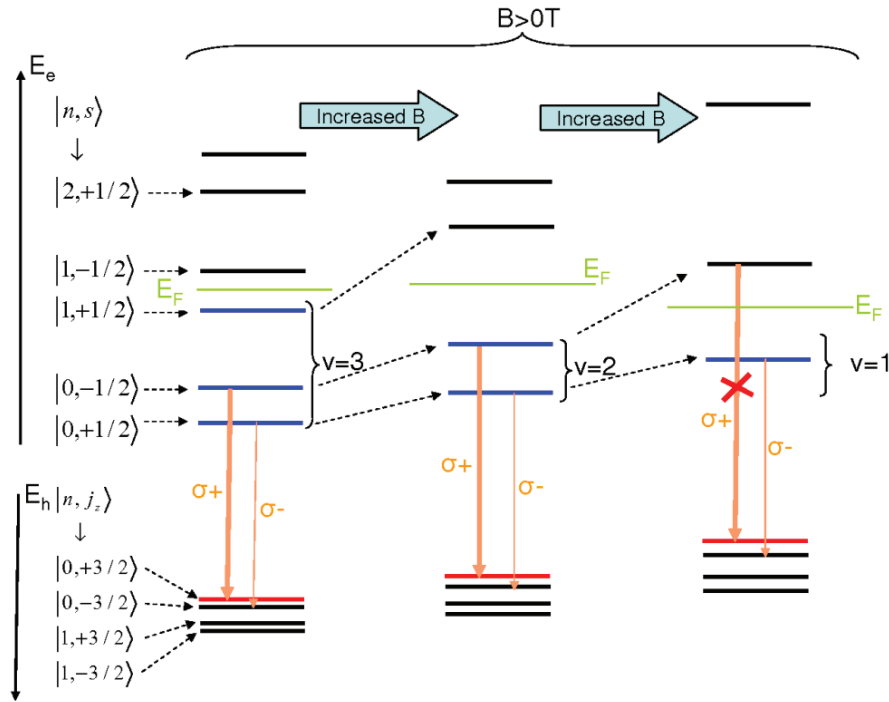 B>0T
E_e
|n,s⟩
↓
Increased B
Increased B
|2,+1/2⟩
|1,−1/2⟩
E_F
E_F
E_F
|1,+1/2⟩
v=3
v=2
v=1
|0,−1/2⟩
|0,+1/2⟩
σ+
σ-
σ+
σ-
σ+
σ-
E_h |n,j_z⟩
↓
|0,+3/2⟩
|0,−3/2⟩
|1,+3/2⟩
|1,−3/2⟩